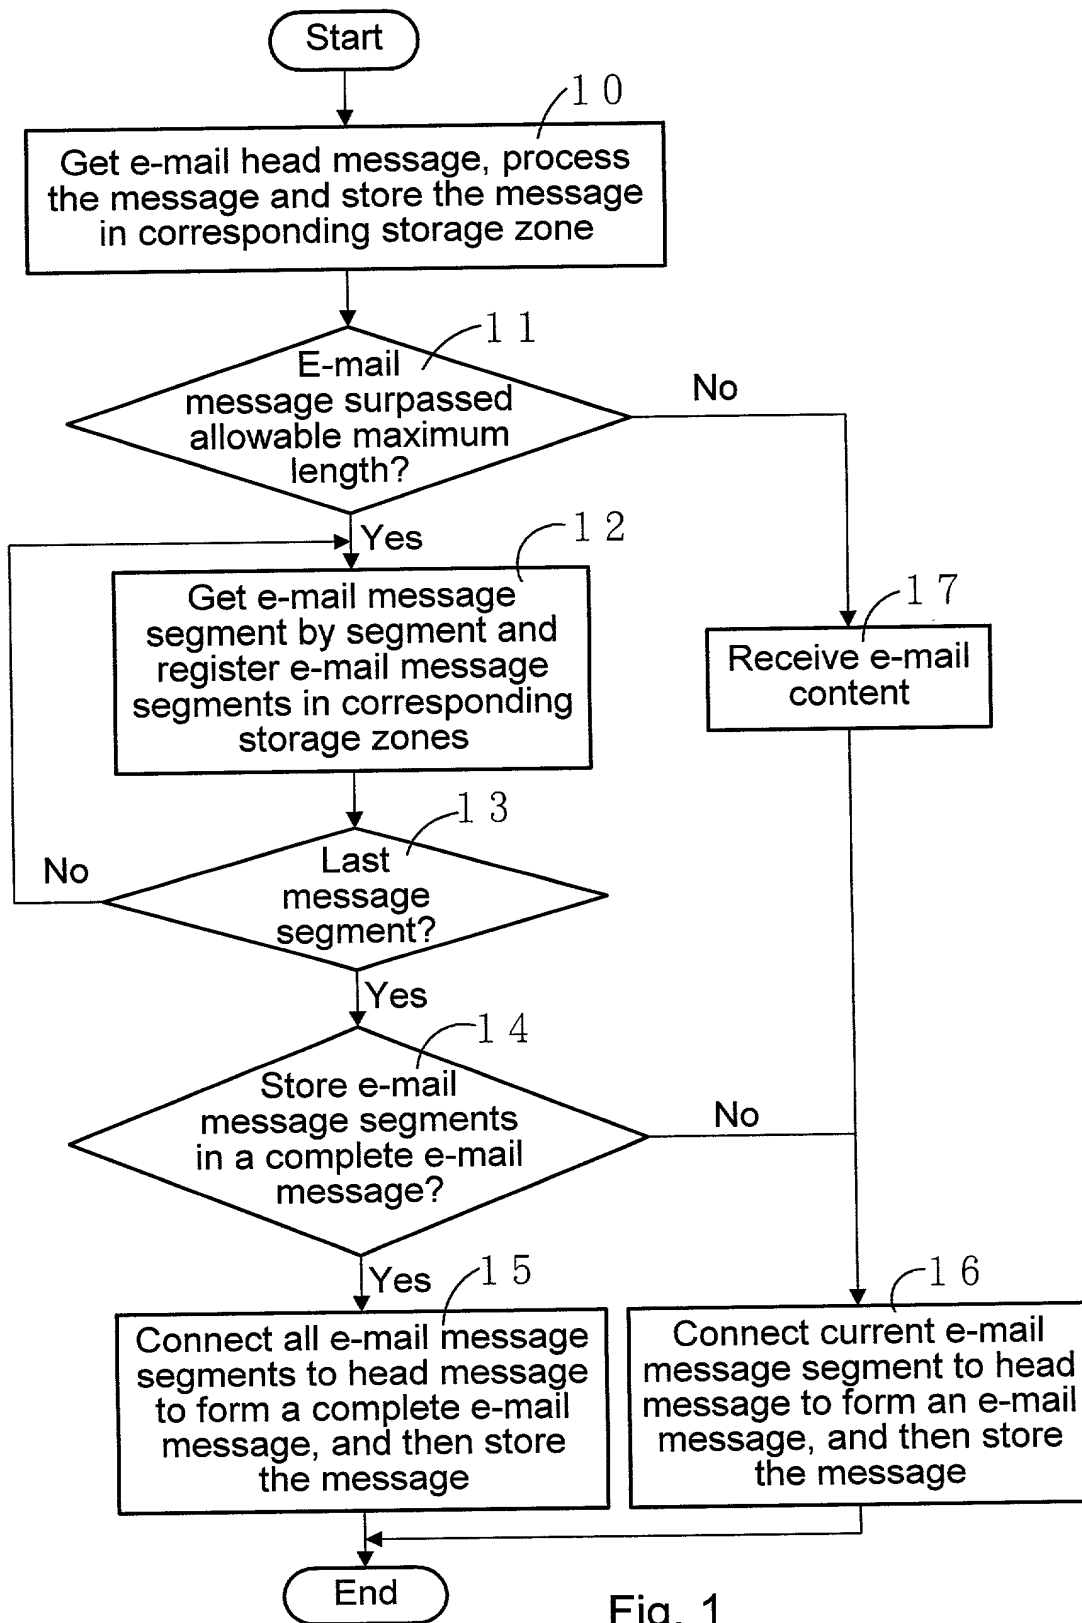 Start
10
Get e-mail head message, process
the message and store the message
in corresponding storage zone
11
E-mail
message surpassed
allowable maximum
length?
No
Yes
12
Get e-mail message
segment by segment and
register e-mail message
segments in corresponding
storage zones
17
Receive e-mail
content
13
Last
message
segment?
No
Yes
14
Store e-mail
message segments
in a complete e-mail
message?
No
Yes
15
Connect all e-mail message
segments to head message
to form a complete e-mail
message, and then store
the message
16
Connect current e-mail
message segment to head
message to form an e-mail
message, and then store
the message
End
Fig. 1